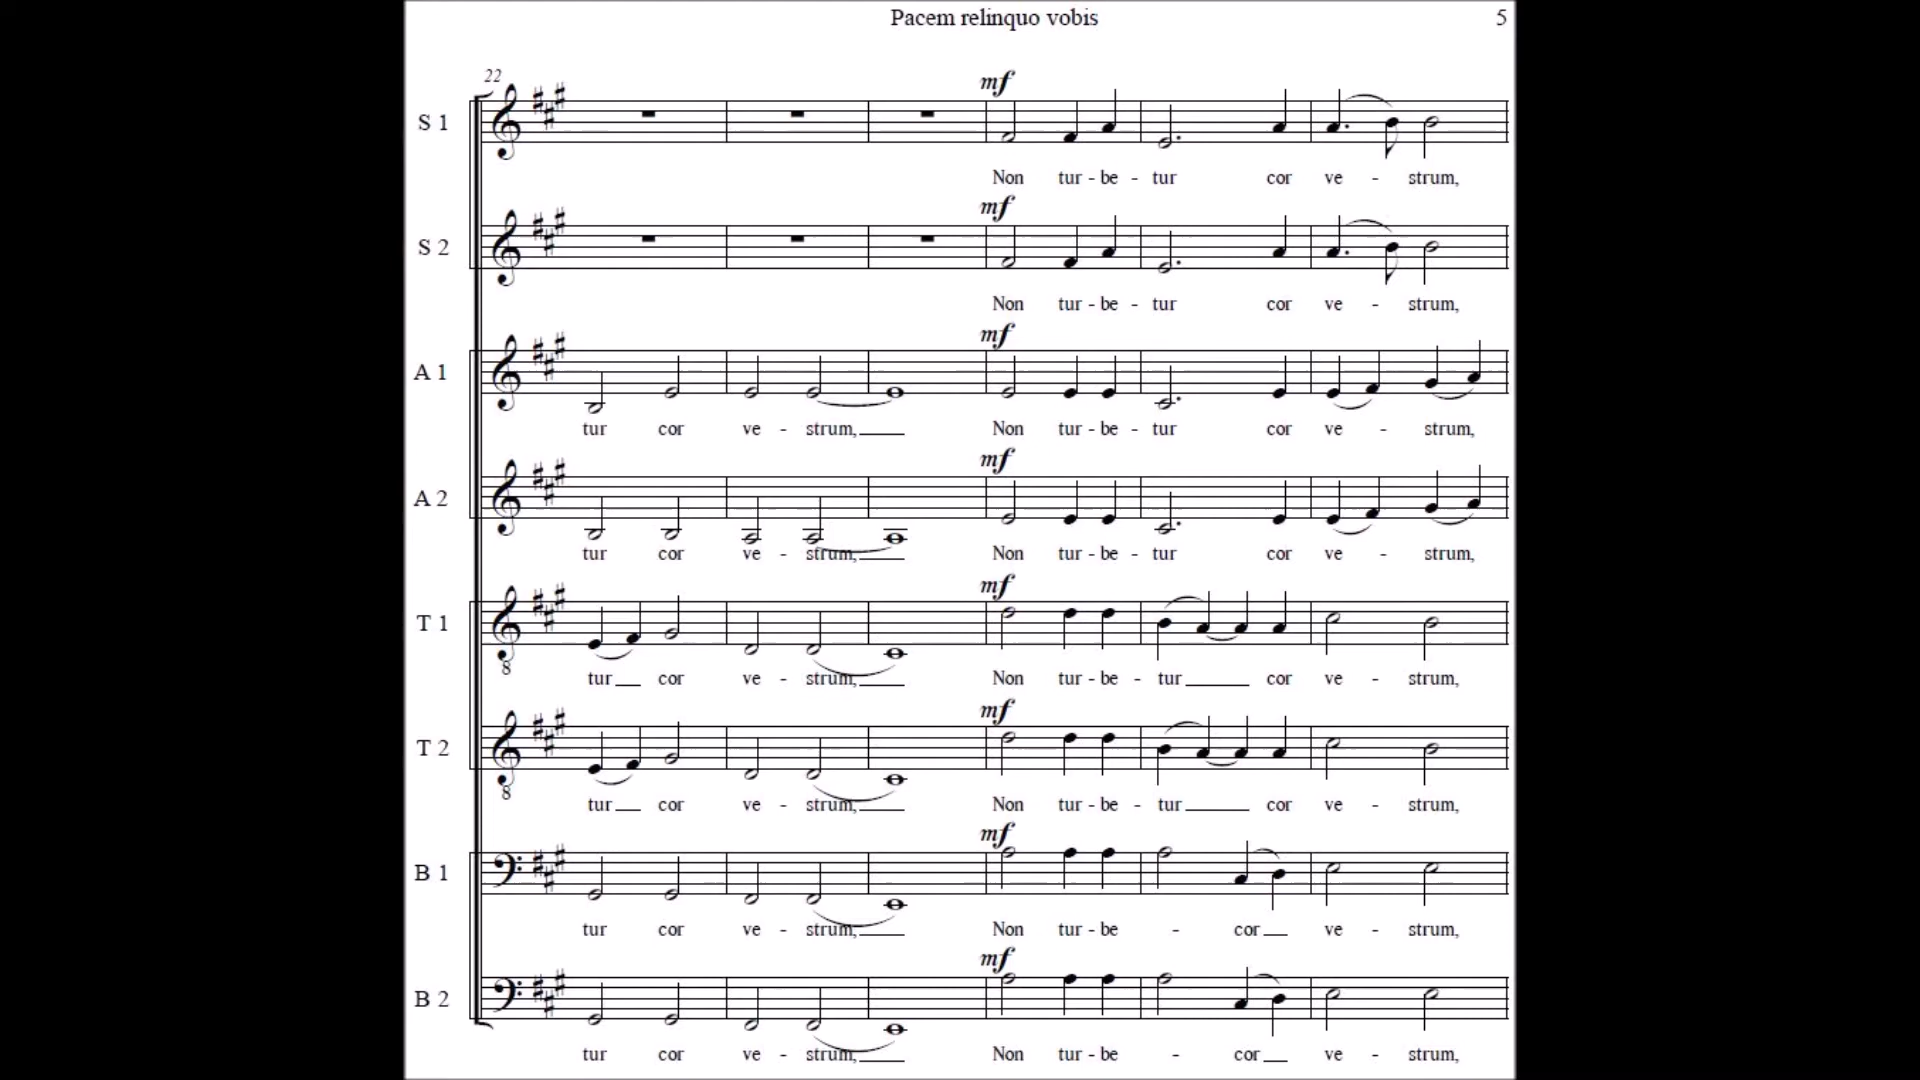 Pacem relinquo vobis 5
22
mf
S 1
Non tur - be - tur cor ve - strum,
mf
S 2
Non tur - be - tur cor ve - strum,
mf
A 1
tur cor ve - strum, Non tur - be - tur cor ve - strum,
mf
A 2
tur cor ve - strum, Non tur - be - tur cor ve - strum,
mf
T 1
8
tur cor ve - strum, Non tur - be - tur cor ve - strum,
mf
T 2
8
tur cor ve - strum, Non tur - be - tur cor ve - strum,
mf
B 1
tur cor ve - strum, Non tur - be - cor ve - strum,
mf
B 2
tur cor ve - strum, Non tur - be - cor ve - strum,